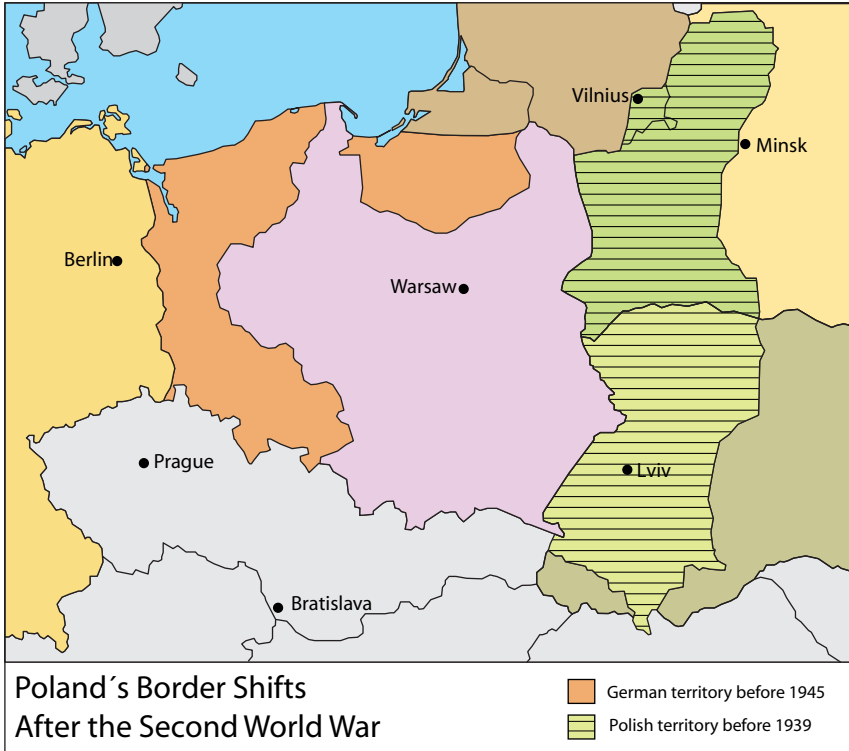 Vilnius
Minsk
Berlin
Warsaw
Prague
Lviv
Bratislava
Poland´s Border Shifts
After the Second World War
German territory before 1945
Polish territory before 1939